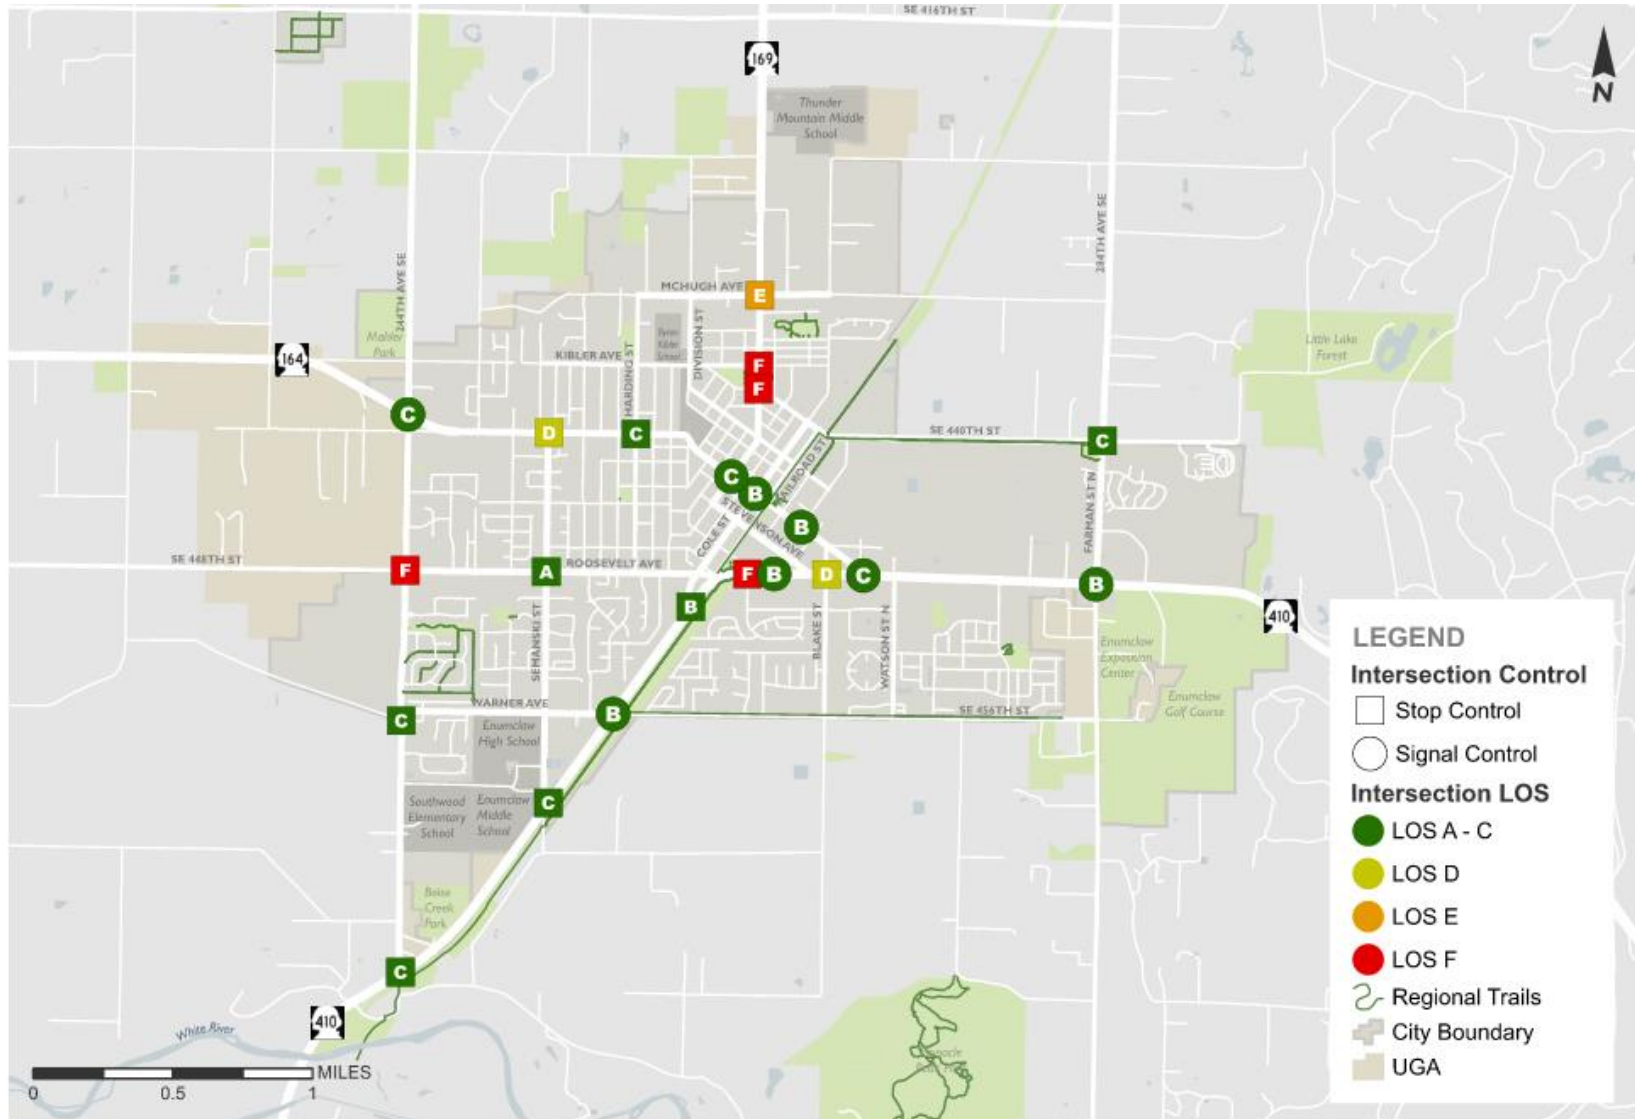 SE 416TH ST
169
N
Thunder
Mountain Middle
School
244TH AVE SE
284TH AVE SE
MCHUGH AVE
E
DIVISION ST
Mahler
Park
164
KIBLER AVE
Kibler
School
HARDING ST
F
F
Little Lake
Forest
C
D
C
SE 440TH ST
C
RAILROAD ST
C
B
STEVENSON AVE
B
COLE ST
FARMAN ST N
SE 448TH ST
F
A
ROOSEVELT AVE
F
B
D
C
B
410
B
SEMANSKI ST
BLAKE ST
WATSON ST N
Enumclaw
Exposition
Center
Enumclaw
Golf Course
WARNER AVE
C
B
SE 456TH ST
Enumclaw
High School
Southwood
Elementary
School
Enumclaw
Middle
School
C
Boise
Creek
Park
C
410
White River
MILES
0
0.5
1
LEGEND
Intersection Control
Stop Control
Signal Control
Intersection LOS
LOS A - C
LOS D
LOS E
LOS F
Regional Trails
City Boundary
UGA